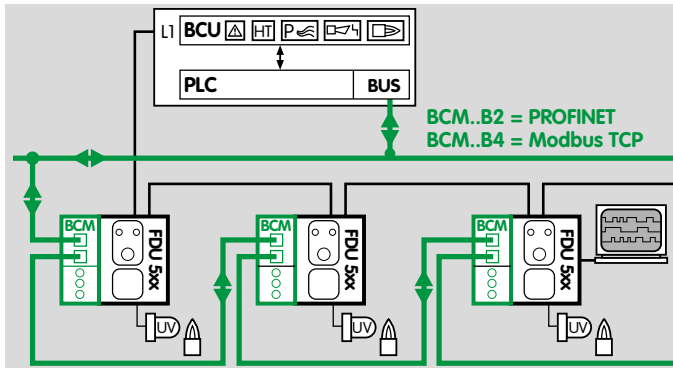 L1 BCU HT P
PLC BUS
BCM..B2 = PROFINET
BCM..B4 = Modbus TCP
BCM FDU 5xx
BCM FDU 5xx
BCM FDU 5xx
UV
UV
UV